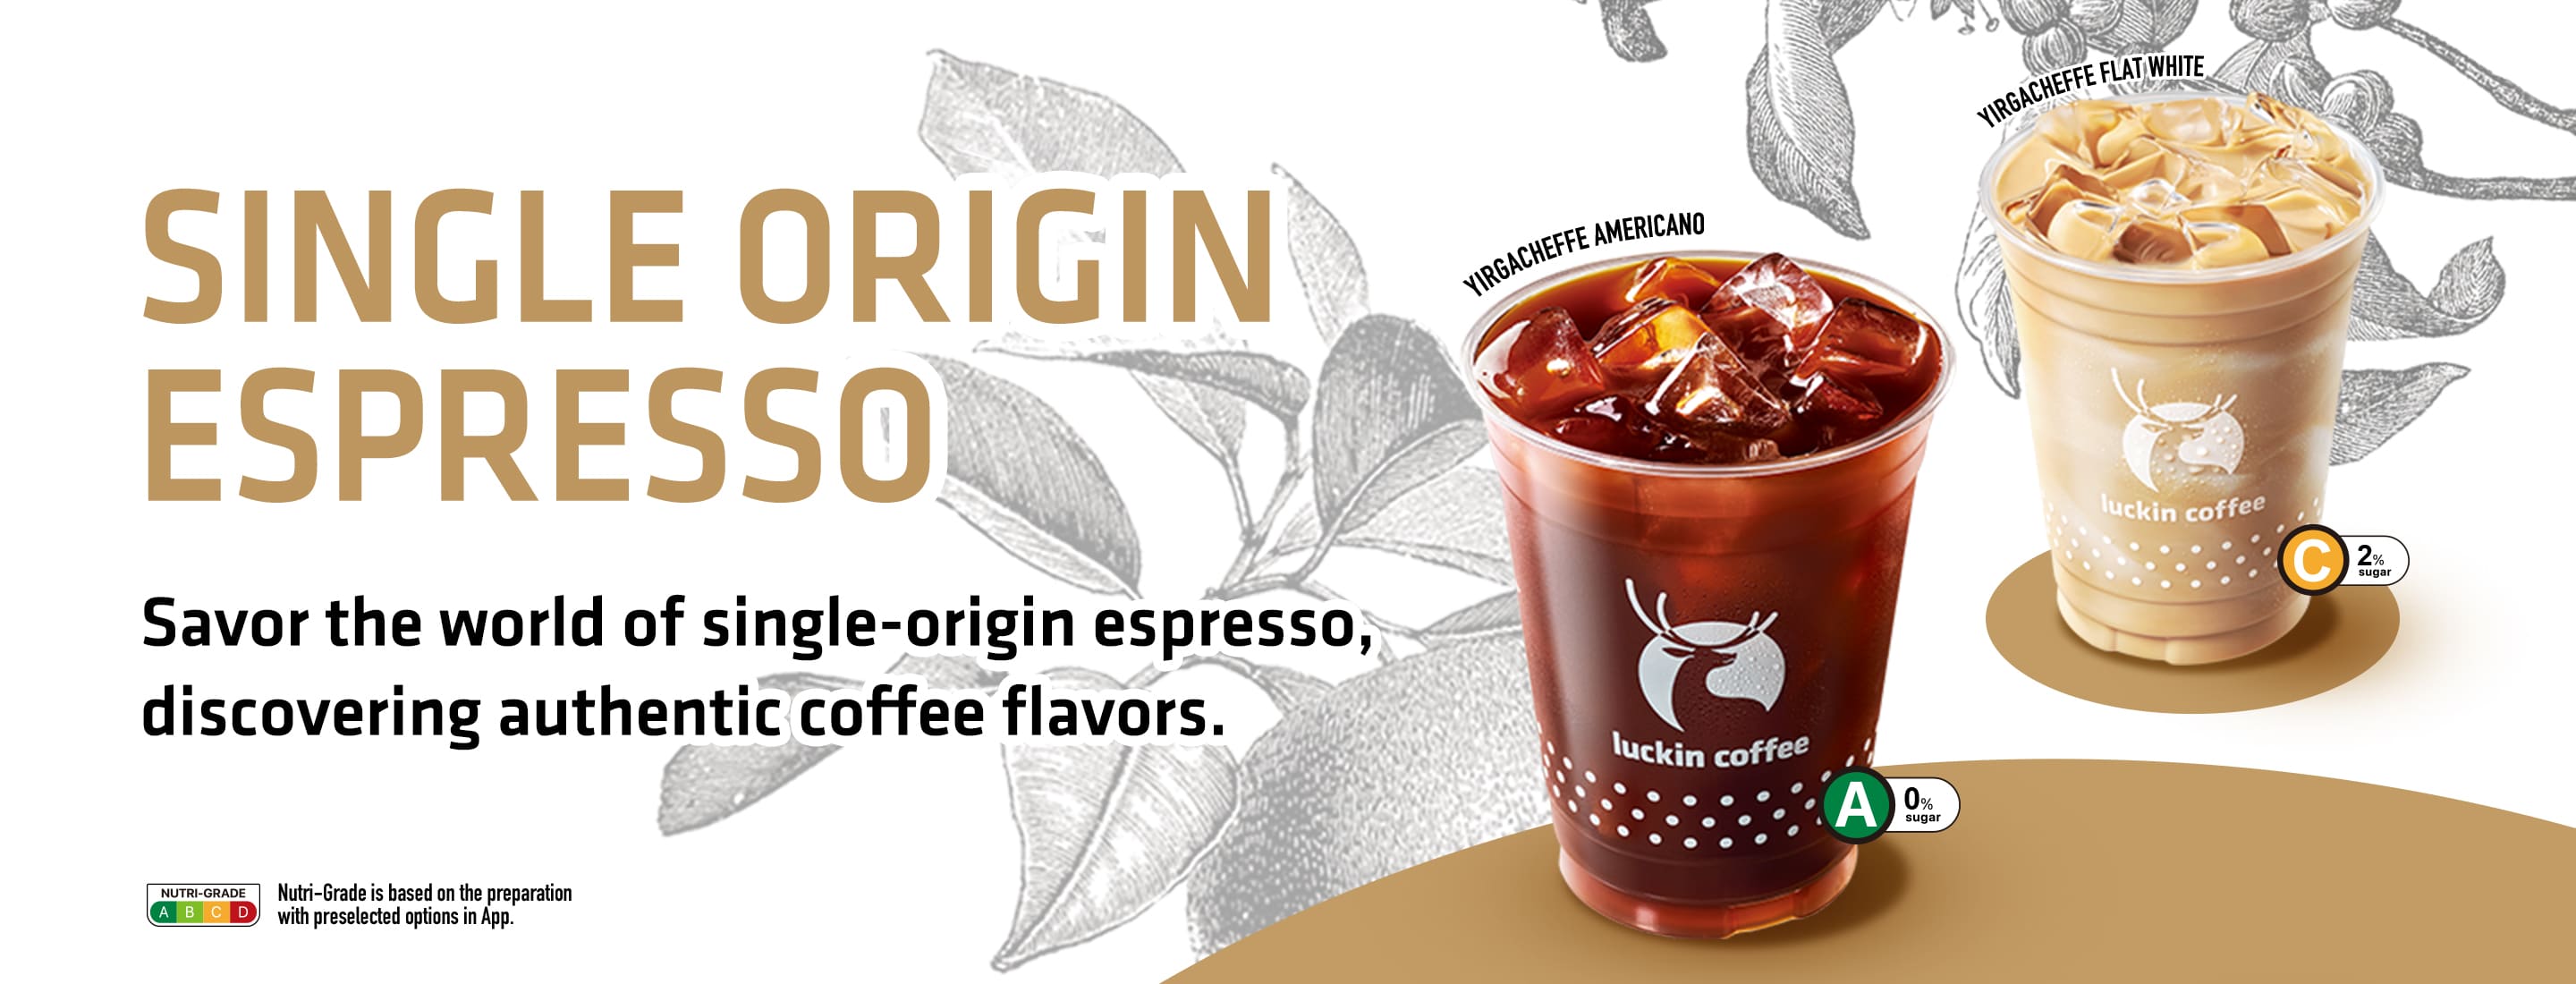 SINGLE ORIGIN
ESPRESSO
Savor the world of single-origin espresso,
discovering authentic coffee flavors.
NUTRI-GRADE
A B C D
Nutri-Grade is based on the preparation
with preselected options in App.
YIRGACHEFFE AMERICANO
luckin coffee
A 0% sugar
YIRGACHEFFE FLAT WHITE
luckin coffee
C 2% sugar